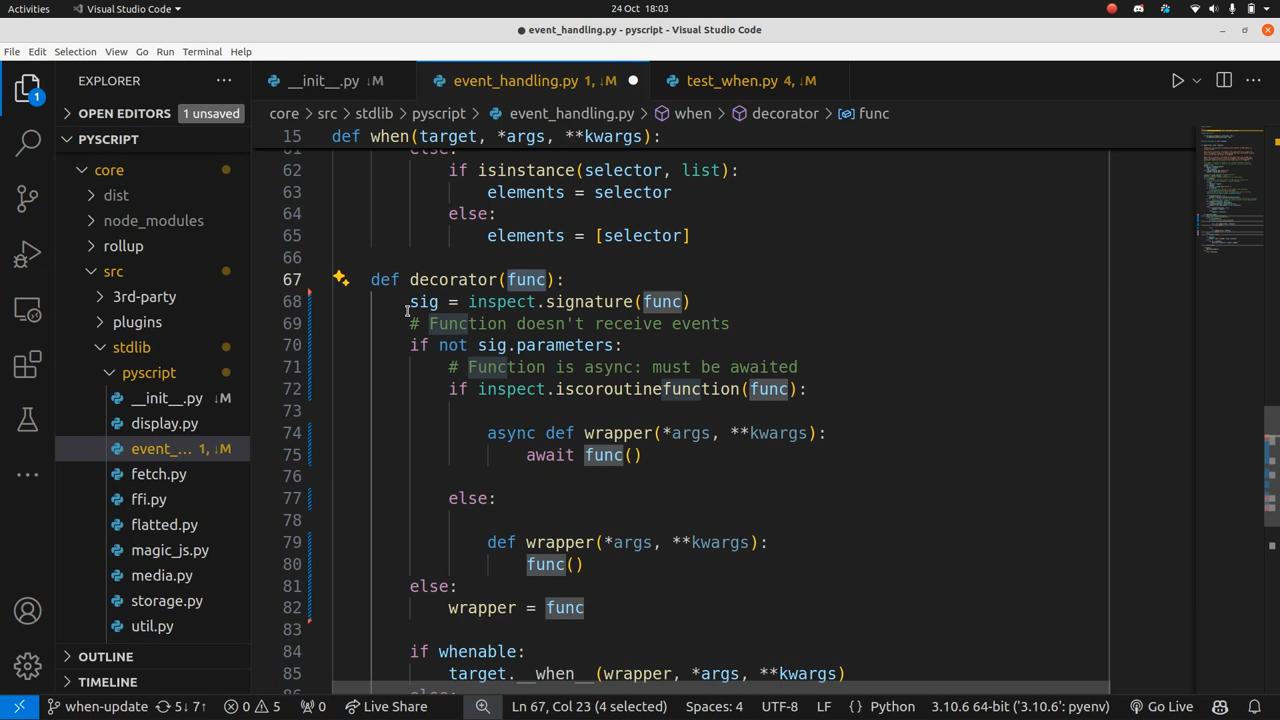 Activities
Visual Studio Code
24 Oct 18:03
event_handling.py - pyscript - Visual Studio Code
File Edit Selection View Go Run Terminal Help
EXPLORER
OPEN EDITORS 1 unsaved
PYSCRIPT
core
dist
node_modules
rollup
src
3rd-party
plugins
stdlib
pyscript
__init__.py ↓M
display.py
event_... 1, ↓M
fetch.py
ffi.py
flatted.py
magic_js.py
media.py
storage.py
util.py
OUTLINE
TIMELINE
1
__init__.py ↓M
event_handling.py 1, ↓M
test_when.py 4, ↓M
core > src > stdlib > pyscript > event_handling.py > when > decorator > func
15 def when(target, *args, **kwargs):
61 else:
62 if isinstance(selector, list):
63 elements = selector
64 else:
65 elements = [selector]
66
67 def decorator(func):
68 sig = inspect.signature(func)
69 # Function doesn't receive events
70 if not sig.parameters:
71 # Function is async: must be awaited
72 if inspect.iscoroutinefunction(func):
73
74 async def wrapper(*args, **kwargs):
75 await func()
76
77 else:
78
79 def wrapper(*args, **kwargs):
80 func()
81 else:
82 wrapper = func
83
84 if whenable:
85 target.__when__(wrapper, *args, **kwargs)
86 else:
when-update 5↓ 7↑ 0 5 0 Live Share Ln 67, Col 23 (4 selected) Spaces: 4 UTF-8 LF Python 3.10.6 64-bit ('3.10.6': pyenv) Go Live